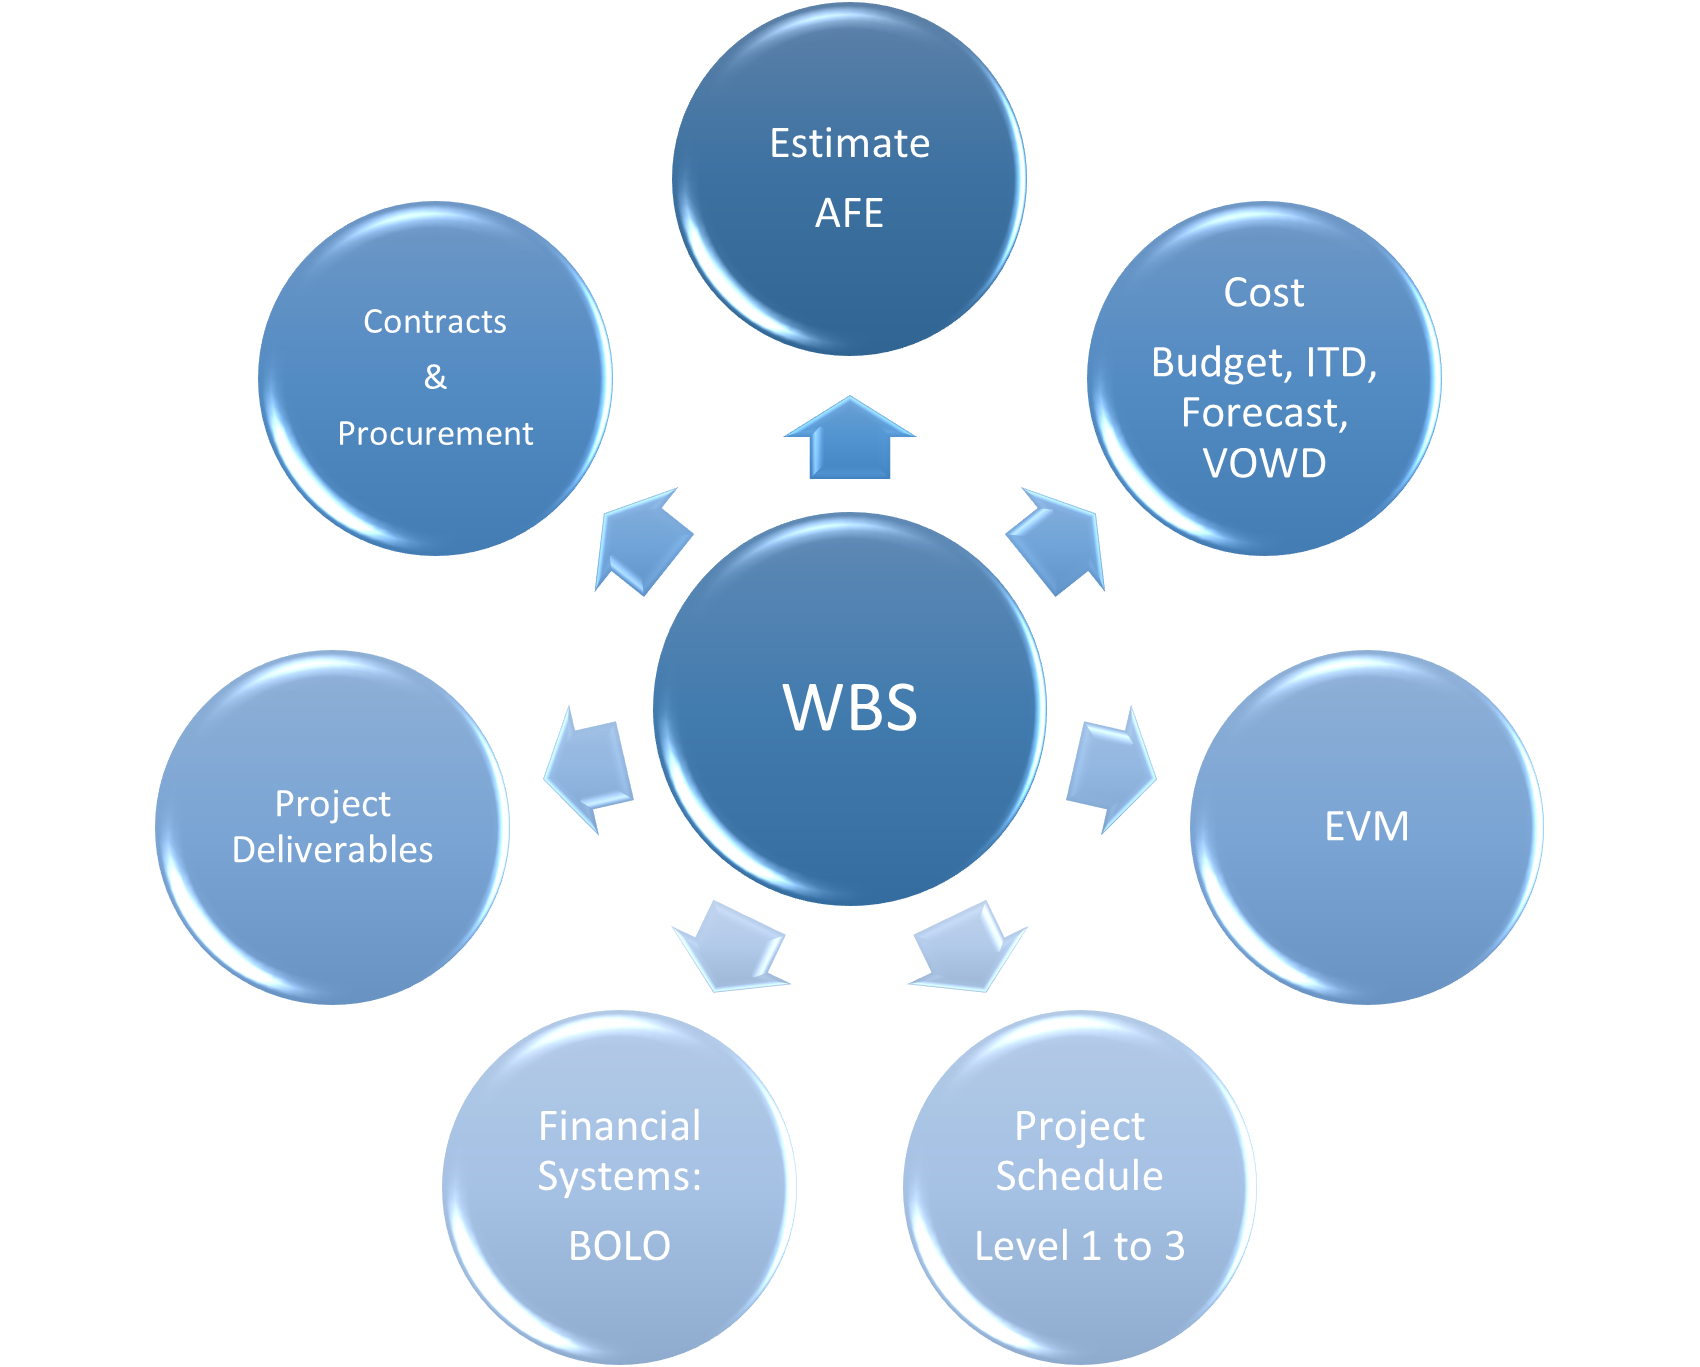 Estimate
AFE
Cost
Budget, ITD,
Forecast,
VOWD
Contracts
&
Procurement
WBS
Project
Deliverables
EVM
Financial
Systems:
BOLO
Project
Schedule
Level 1 to 3